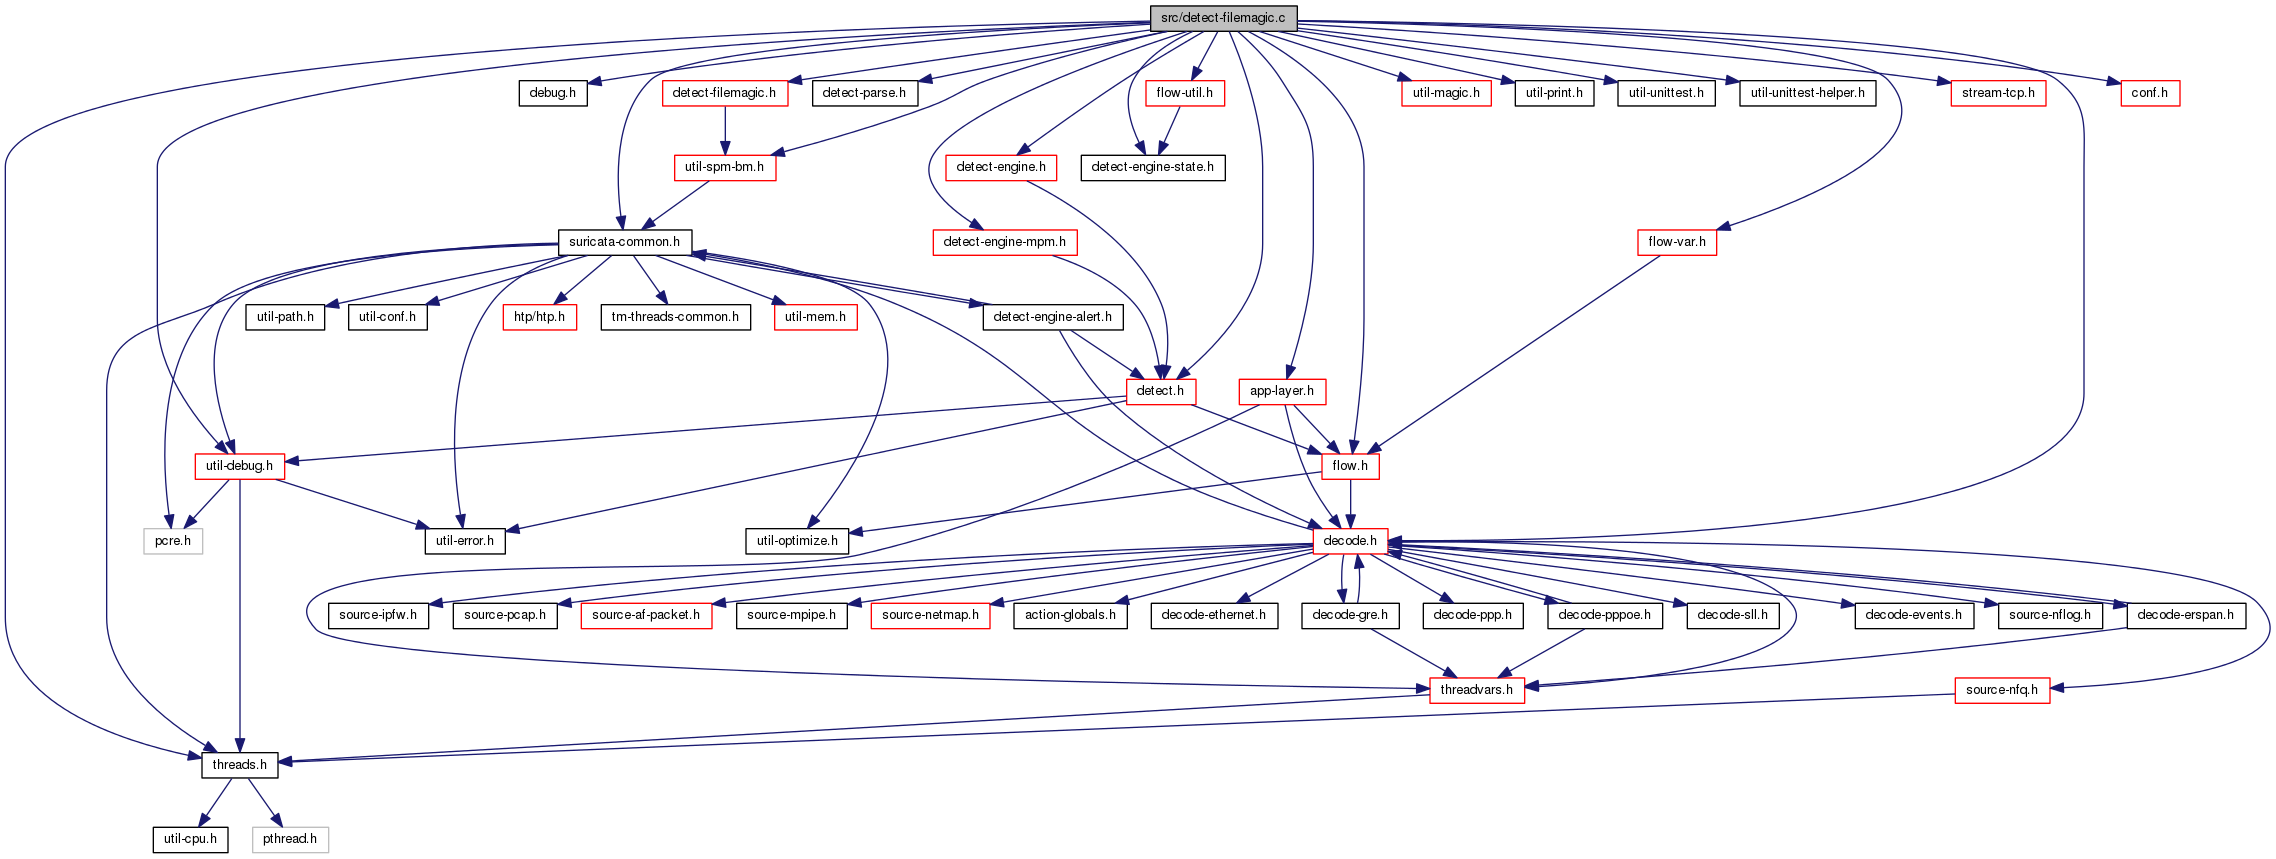 src/detect-filemagic.c
debug.h
detect-filemagic.h
detect-parse.h
flow-util.h
util-magic.h
util-print.h
util-unittest.h
util-unittest-helper.h
stream-tcp.h
conf.h
util-spm-bm.h
detect-engine.h
detect-engine-state.h
suricata-common.h
detect-engine-mpm.h
flow-var.h
util-path.h
util-conf.h
htp/htp.h
tm-threads-common.h
util-mem.h
detect-engine-alert.h
detect.h
app-layer.h
util-debug.h
flow.h
pcre.h
util-error.h
util-optimize.h
decode.h
source-ipfw.h
source-pcap.h
source-af-packet.h
source-mpipe.h
source-netmap.h
action-globals.h
decode-ethernet.h
decode-gre.h
decode-ppp.h
decode-pppoe.h
decode-sll.h
decode-events.h
source-nflog.h
decode-erspan.h
threadvars.h
source-nfq.h
threads.h
util-cpu.h
pthread.h